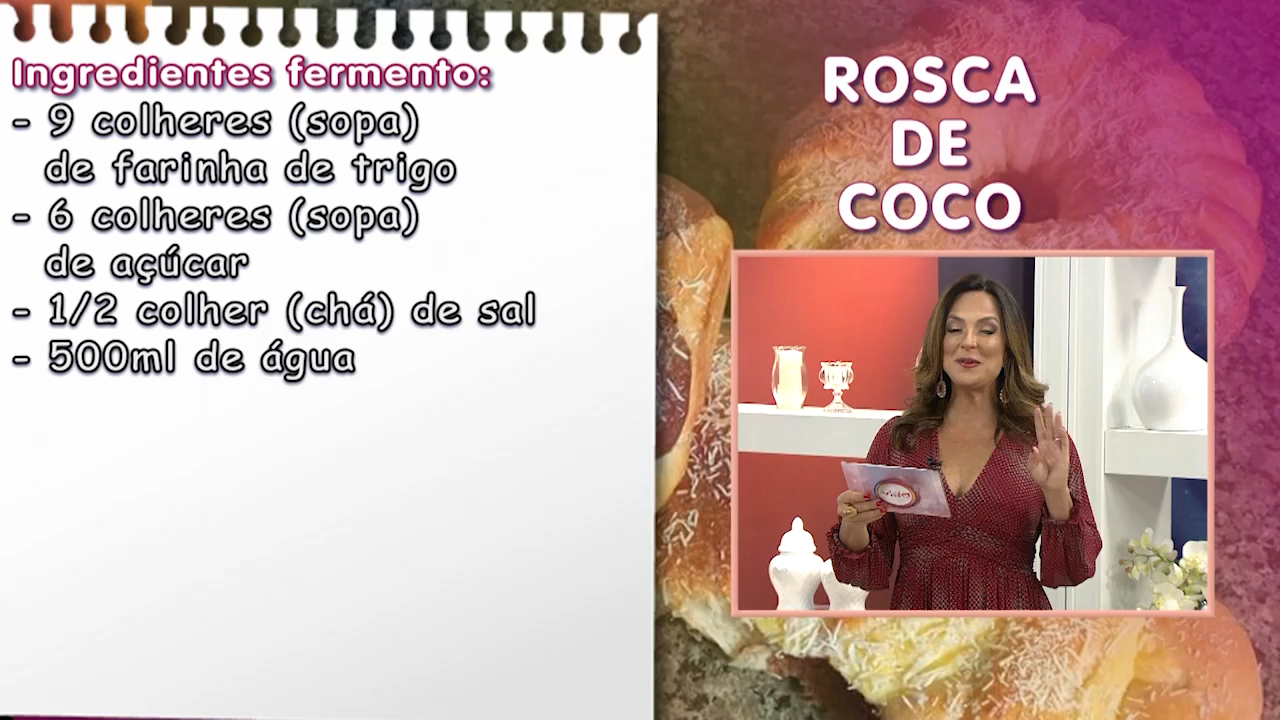 Ingredientes fermento:
- 9 colheres (sopa)
de farinha de trigo
- 6 colheres (sopa)
de açúcar
- 1/2 colher (chá) de sal
- 500ml de água
ROSCA
DE
COCO